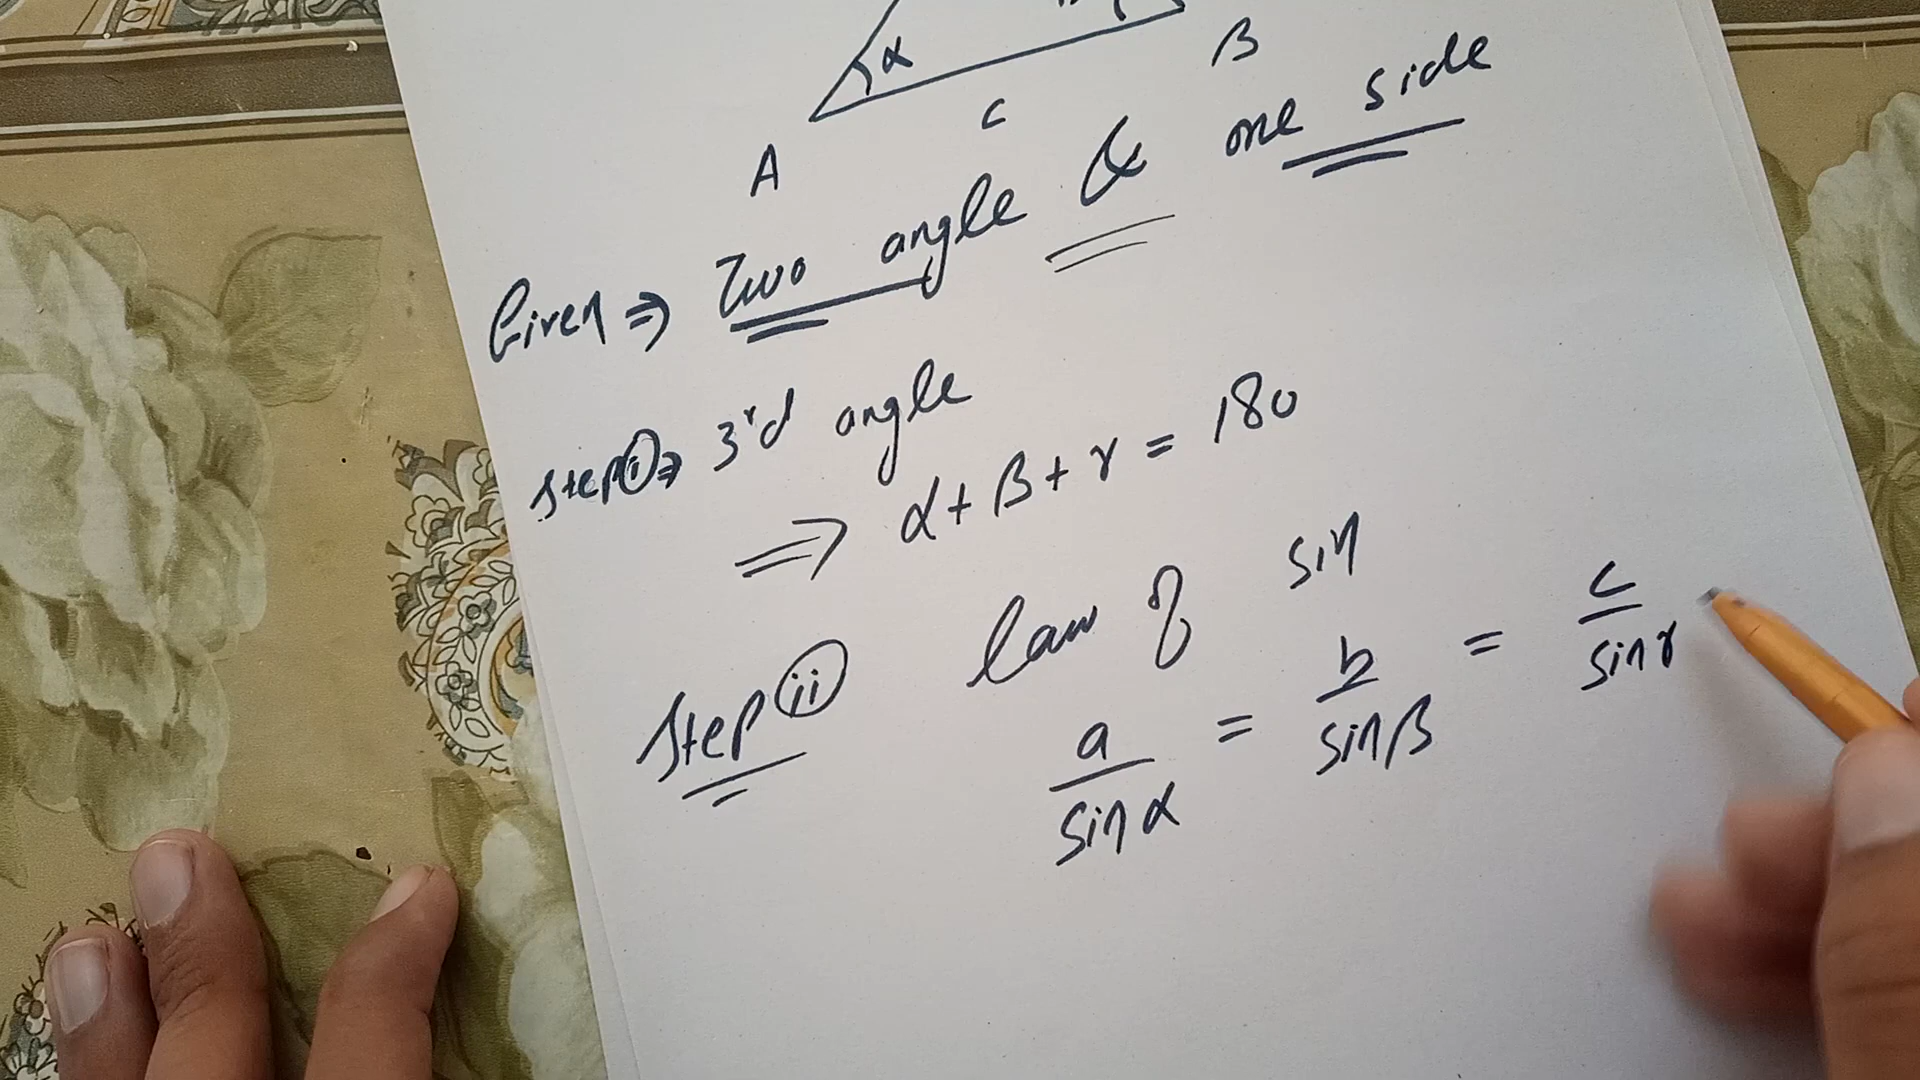 α
B
C
A
Given ⇒ Two angle & one side
Step (i) ⇒ 3rd angle
⇒ α + β + γ = 180
Step (ii) law of sin
a/sin α = b/sin β = c/sin γ